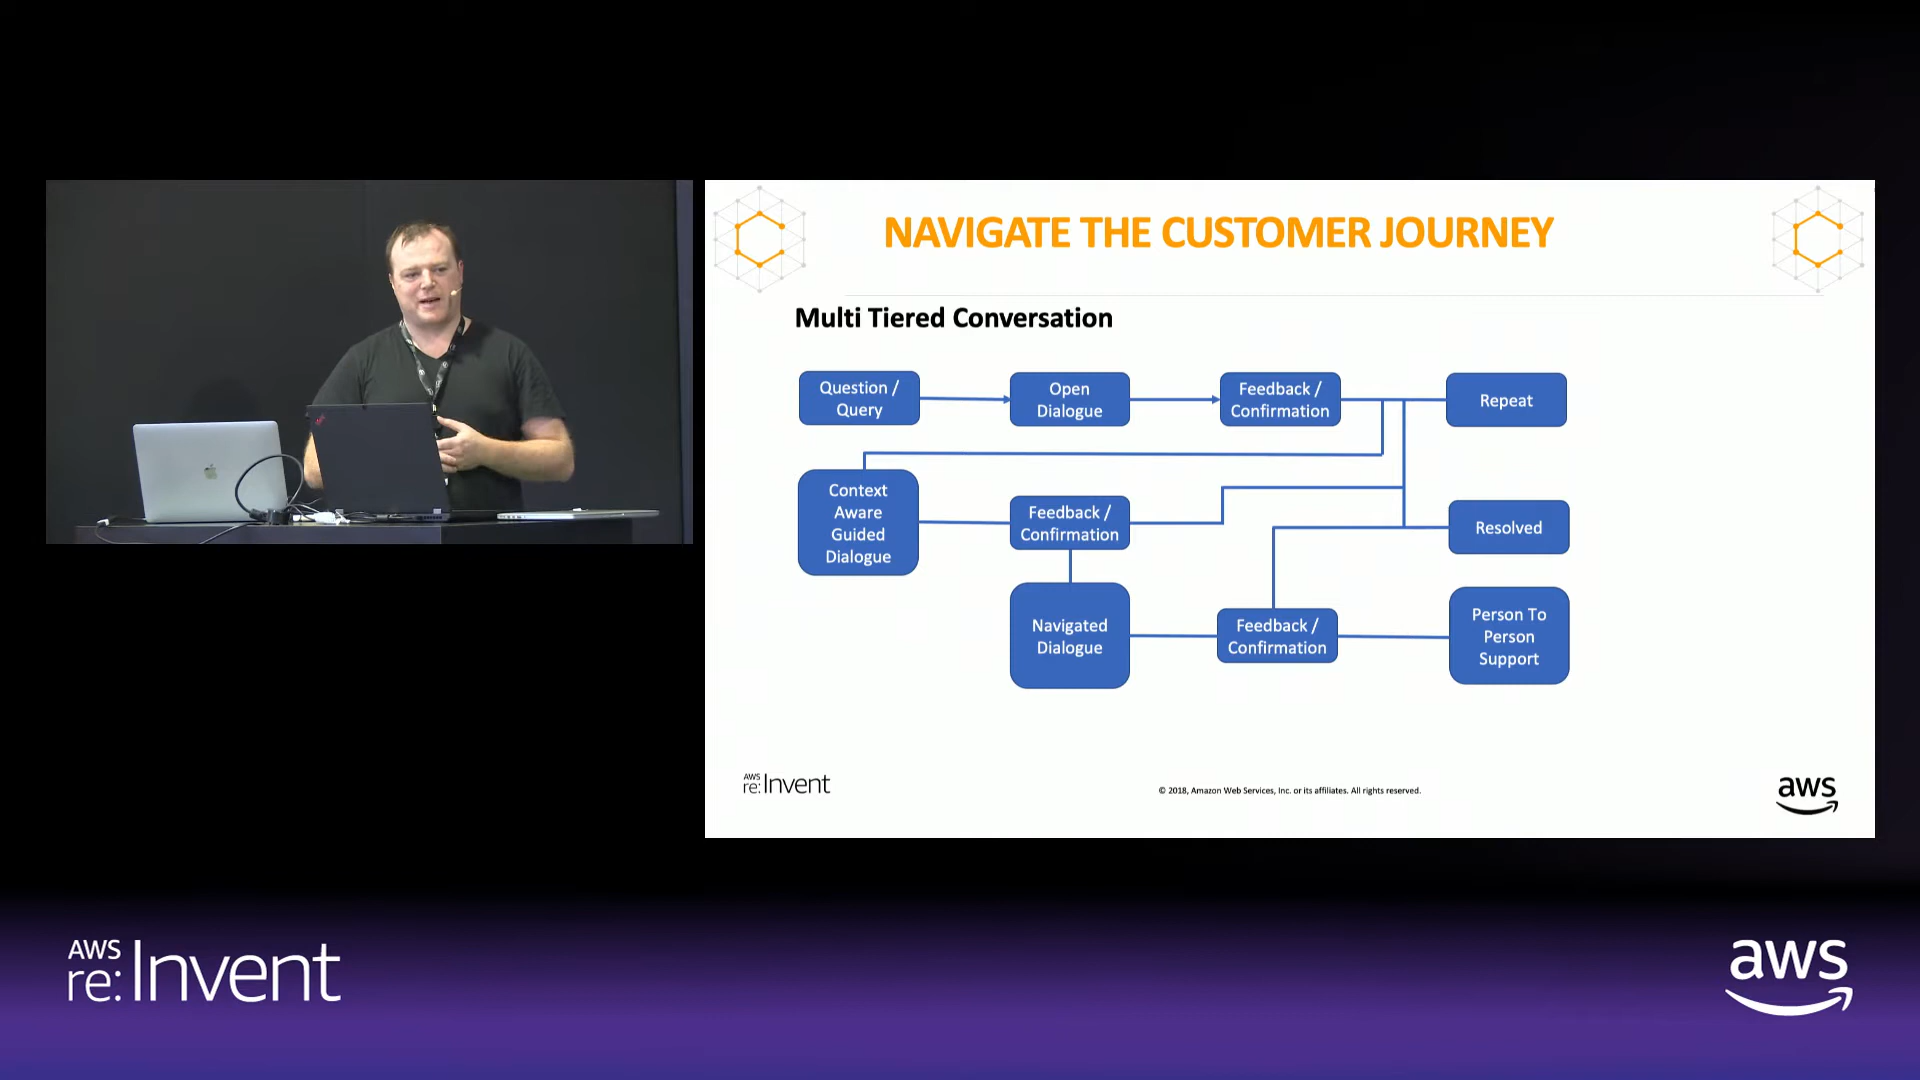 NAVIGATE THE CUSTOMER JOURNEY
Multi Tiered Conversation
Question /
Query
Open
Dialogue
Feedback /
Confirmation
Repeat
Context
Aware
Guided
Dialogue
Feedback /
Confirmation
Resolved
Navigated
Dialogue
Feedback /
Confirmation
Person To
Person
Support
AWS
re:Invent
© 2018, Amazon Web Services, Inc. or its affiliates. All rights reserved.
aws
AWS
re:Invent
aws